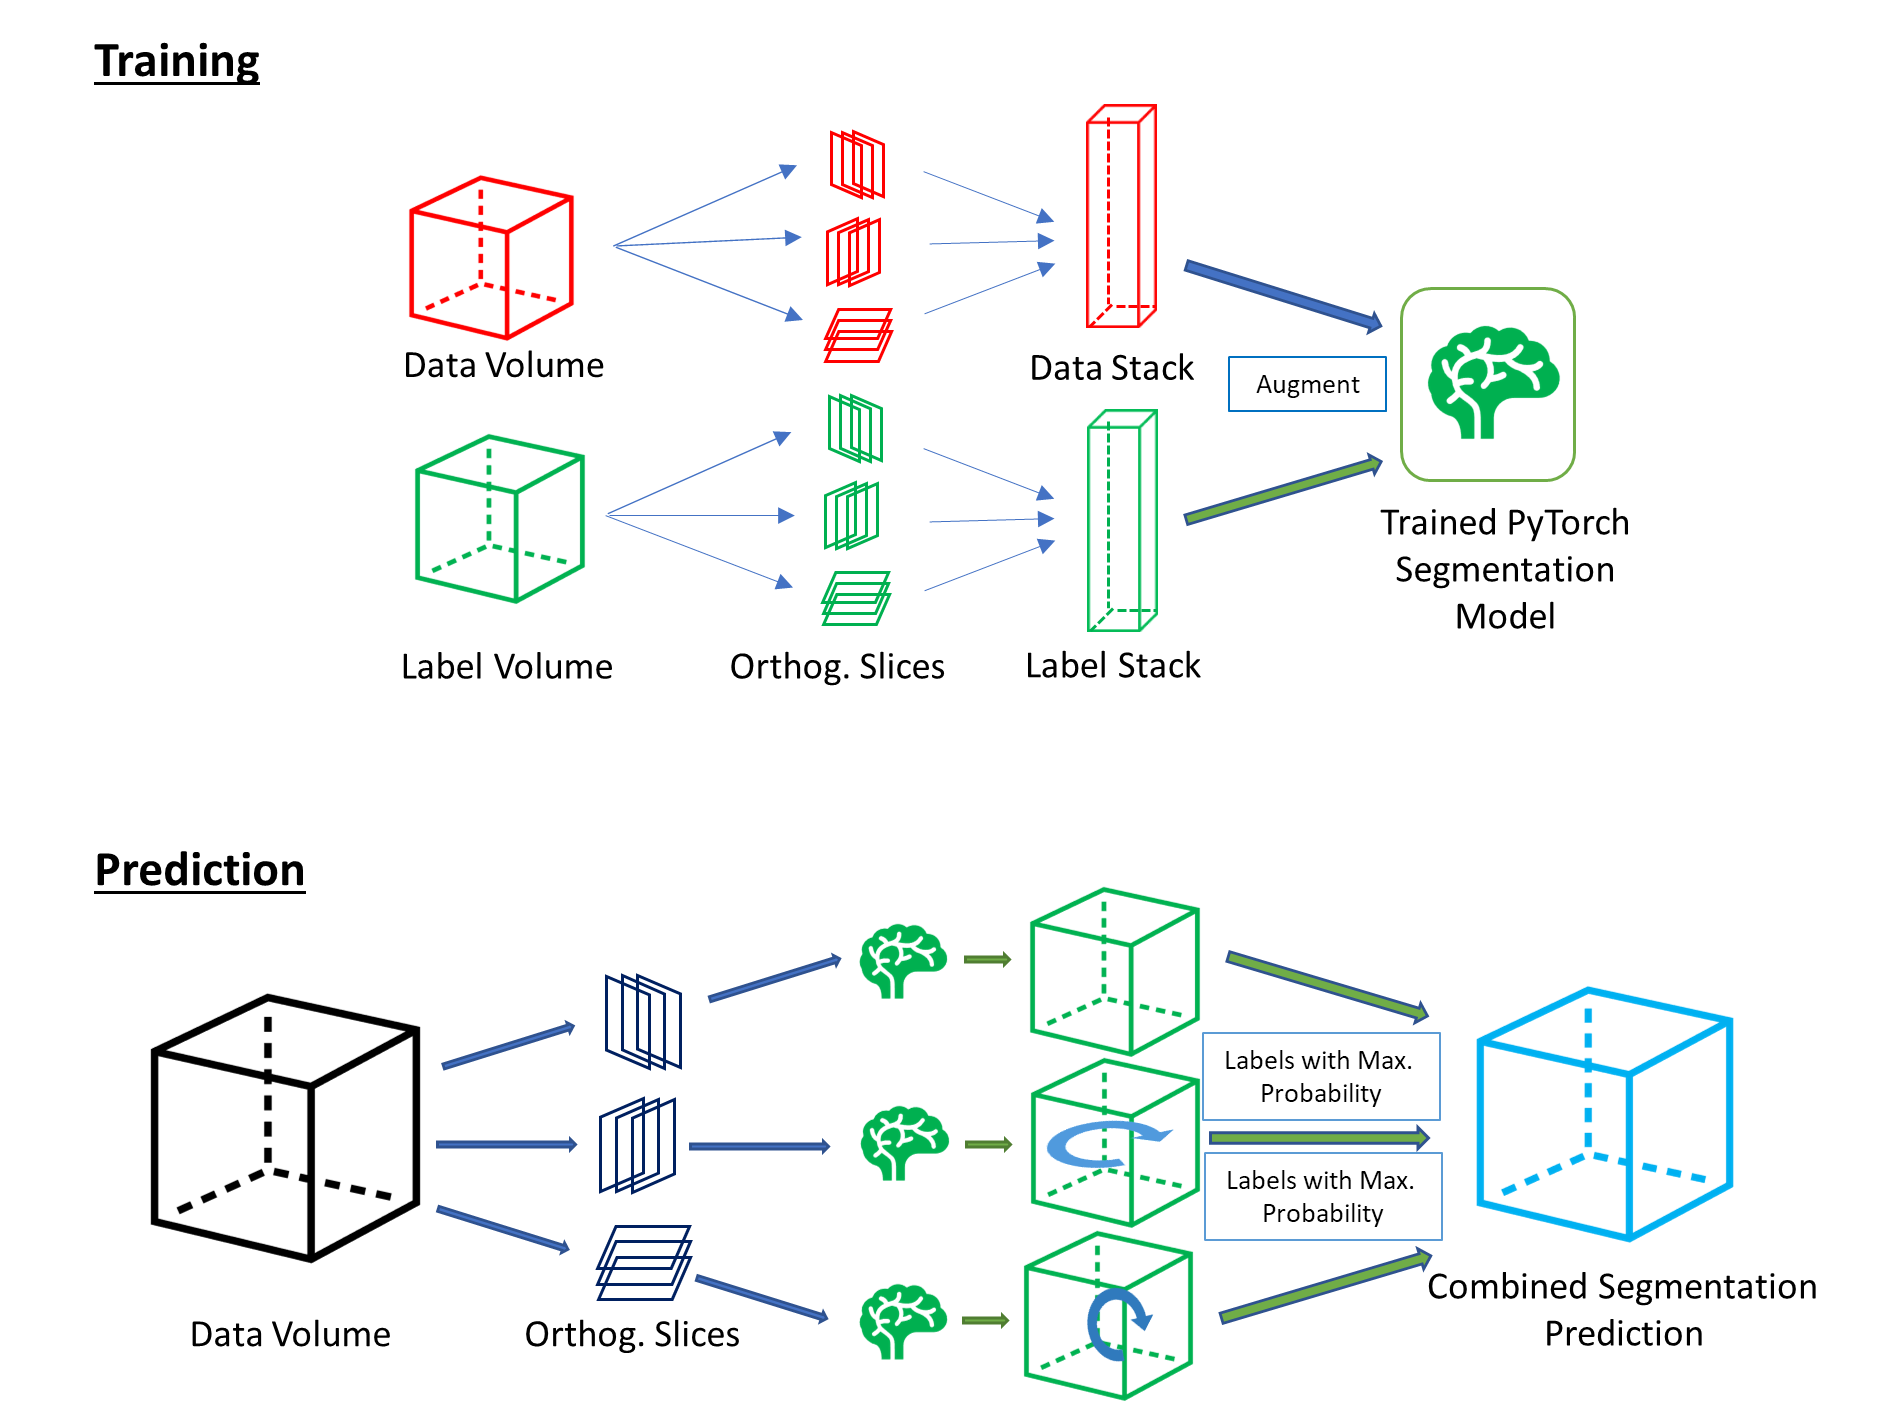 Training
Data Volume
Data Stack
Augment
Trained PyTorch
Segmentation
Model
Label Volume
Orthog. Slices
Label Stack
Prediction
Labels with Max.
Probability
Labels with Max.
Probability
Data Volume
Orthog. Slices
Combined Segmentation
Prediction